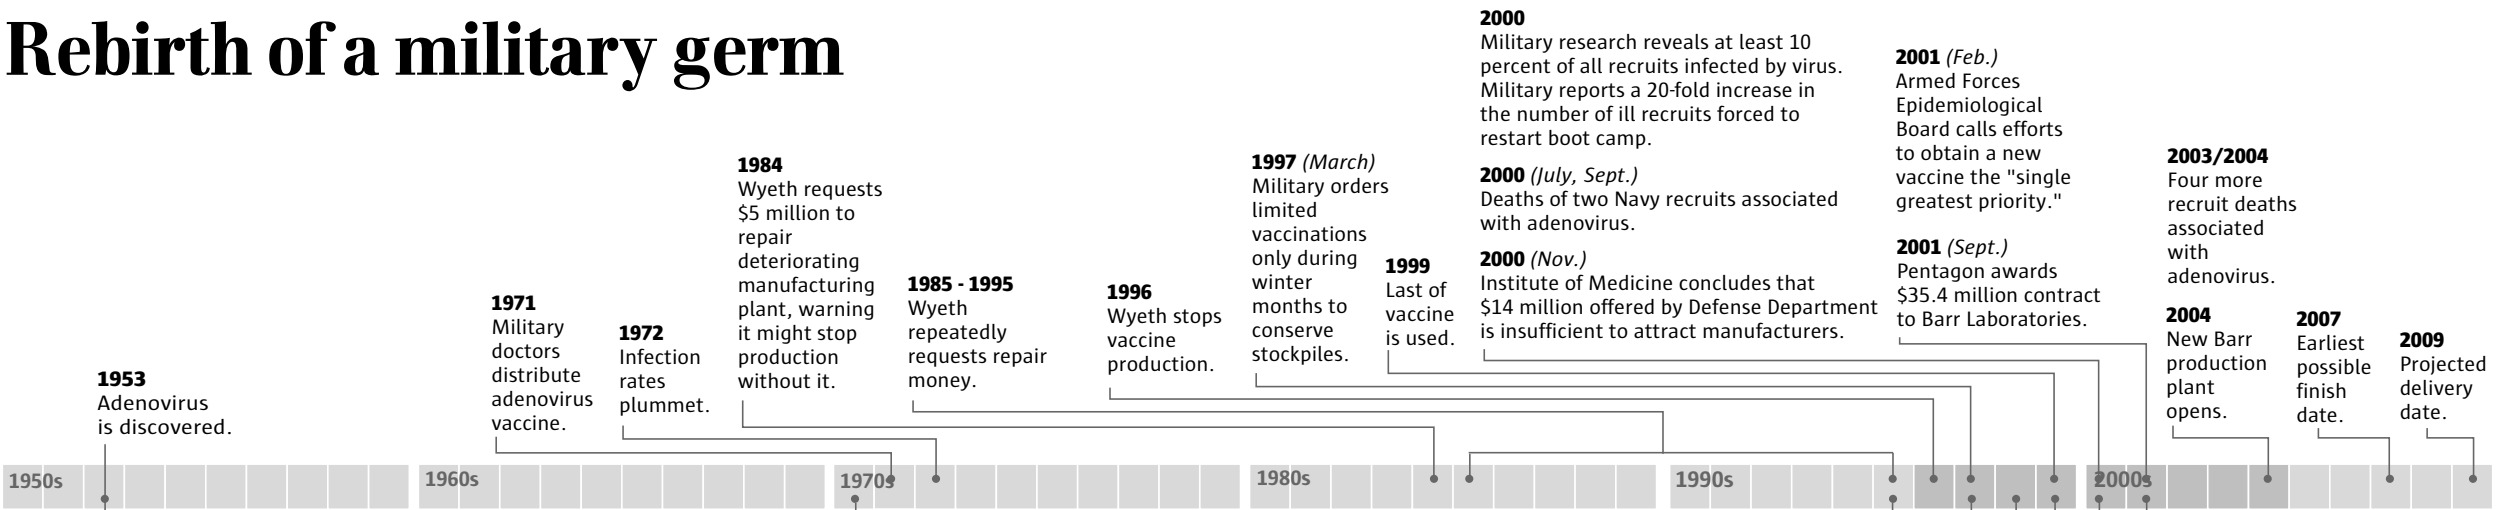 Rebirth of a military germ
1953
Adenovirus
is discovered.
1971
Military
doctors
distribute
adenovirus
vaccine.
1972
Infection
rates
plummet.
1984
Wyeth requests
$5 million to
repair
deteriorating
manufacturing
plant, warning
it might stop
production
without it.
1985 - 1995
Wyeth
repeatedly
requests repair
money.
1996
Wyeth stops
vaccine
production.
1997 (March)
Military orders
limited
vaccinations
only during
winter
months to
conserve
stockpiles.
1999
Last of
vaccine
is used.
2000
Military research reveals at least 10
percent of all recruits infected by virus.
Military reports a 20-fold increase in
the number of ill recruits forced to
restart boot camp.
2000 (July, Sept.)
Deaths of two Navy recruits associated
with adenovirus.
2000 (Nov.)
Institute of Medicine concludes that
$14 million offered by Defense Department
is insufficient to attract manufacturers.
2001 (Feb.)
Armed Forces
Epidemiological
Board calls efforts
to obtain a new
vaccine the "single
greatest priority."
2001 (Sept.)
Pentagon awards
$35.4 million contract
to Barr Laboratories.
2003/2004
Four more
recruit deaths
associated
with
adenovirus.
2004
New Barr
production
plant
opens.
2007
Earliest
possible
finish
date.
2009
Projected
delivery
date.
1950s
1960s
1970s
1980s
1990s
2000s